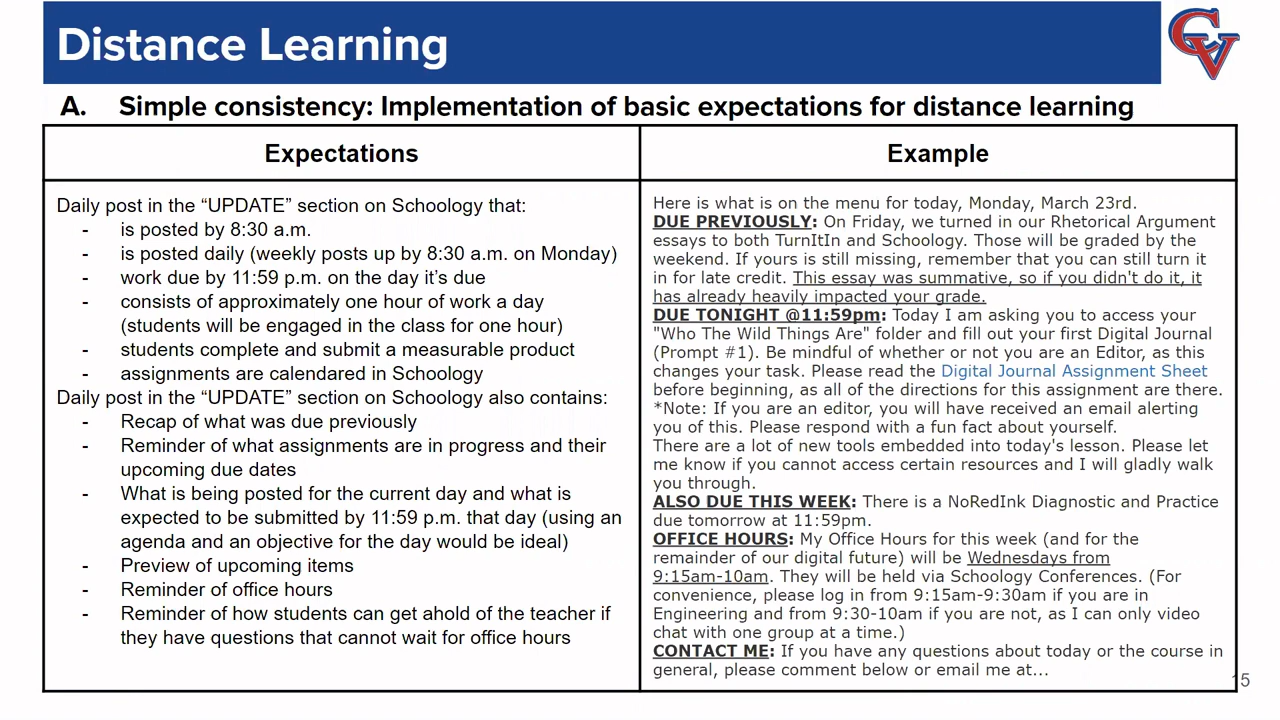 Distance Learning
CV
A. Simple consistency: Implementation of basic expectations for distance learning
Expectations
Daily post in the “UPDATE” section on Schoology that:
- is posted by 8:30 a.m.
- is posted daily (weekly posts up by 8:30 a.m. on Monday)
- work due by 11:59 p.m. on the day it’s due
- consists of approximately one hour of work a day
(students will be engaged in the class for one hour)
- students complete and submit a measurable product
- assignments are calendared in Schoology
Daily post in the “UPDATE” section on Schoology also contains:
- Recap of what was due previously
- Reminder of what assignments are in progress and their
upcoming due dates
- What is being posted for the current day and what is
expected to be submitted by 11:59 p.m. that day (using an
agenda and an objective for the day would be ideal)
- Preview of upcoming items
- Reminder of office hours
- Reminder of how students can get ahold of the teacher if
they have questions that cannot wait for office hours
Example
Here is what is on the menu for today, Monday, March 23rd.
DUE PREVIOUSLY: On Friday, we turned in our Rhetorical Argument
essays to both TurnItIn and Schoology. Those will be graded by the
weekend. If yours is still missing, remember that you can still turn it
in for late credit. This essay was summative, so if you didn't do it, it
has already heavily impacted your grade.
DUE TONIGHT @11:59pm: Today I am asking you to access your
"Who The Wild Things Are" folder and fill out your first Digital Journal
(Prompt #1). Be mindful of whether or not you are an Editor, as this
changes your task. Please read the Digital Journal Assignment Sheet
before beginning, as all of the directions for this assignment are there.
*Note: If you are an editor, you will have received an email alerting
you of this. Please respond with a fun fact about yourself.
There are a lot of new tools embedded into today's lesson. Please let
me know if you cannot access certain resources and I will gladly walk
you through.
ALSO DUE THIS WEEK: There is a NoRedInk Diagnostic and Practice
due tomorrow at 11:59pm.
OFFICE HOURS: My Office Hours for this week (and for the
remainder of our digital future) will be Wednesdays from
9:15am-10am. They will be held via Schoology Conferences. (For
convenience, please log in from 9:15am-9:30am if you are in
Engineering and from 9:30-10am if you are not, as I can only video
chat with one group at a time.)
CONTACT ME: If you have any questions about today or the course in
general, please comment below or email me at...
15